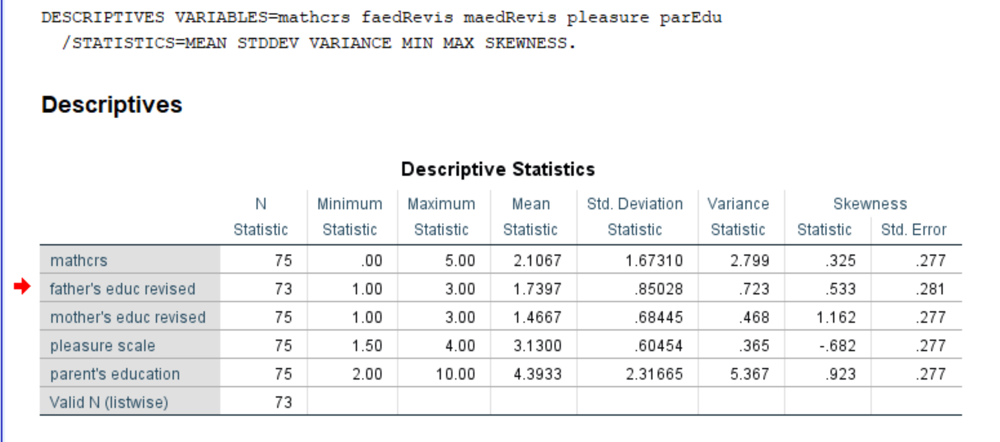 DESCRIPTIVES VARIABLES=mathcrs faedRevis maedRevis pleasure parEdu
/STATISTICS=MEAN STDDEV VARIANCE MIN MAX SKEWNESS.
Descriptives
Descriptive Statistics
N Minimum Maximum Mean Std. Deviation Variance Skewness
Statistic Statistic Statistic Statistic Statistic Statistic Statistic Std. Error
mathcrs 75 .00 5.00 2.1067 1.67310 2.799 .325 .277
father's educ revised 73 1.00 3.00 1.7397 .85028 .723 .533 .281
mother's educ revised 75 1.00 3.00 1.4667 .68445 .468 1.162 .277
pleasure scale 75 1.50 4.00 3.1300 .60454 .365 -.682 .277
parent's education 75 2.00 10.00 4.3933 2.31665 5.367 .923 .277
Valid N (listwise) 73